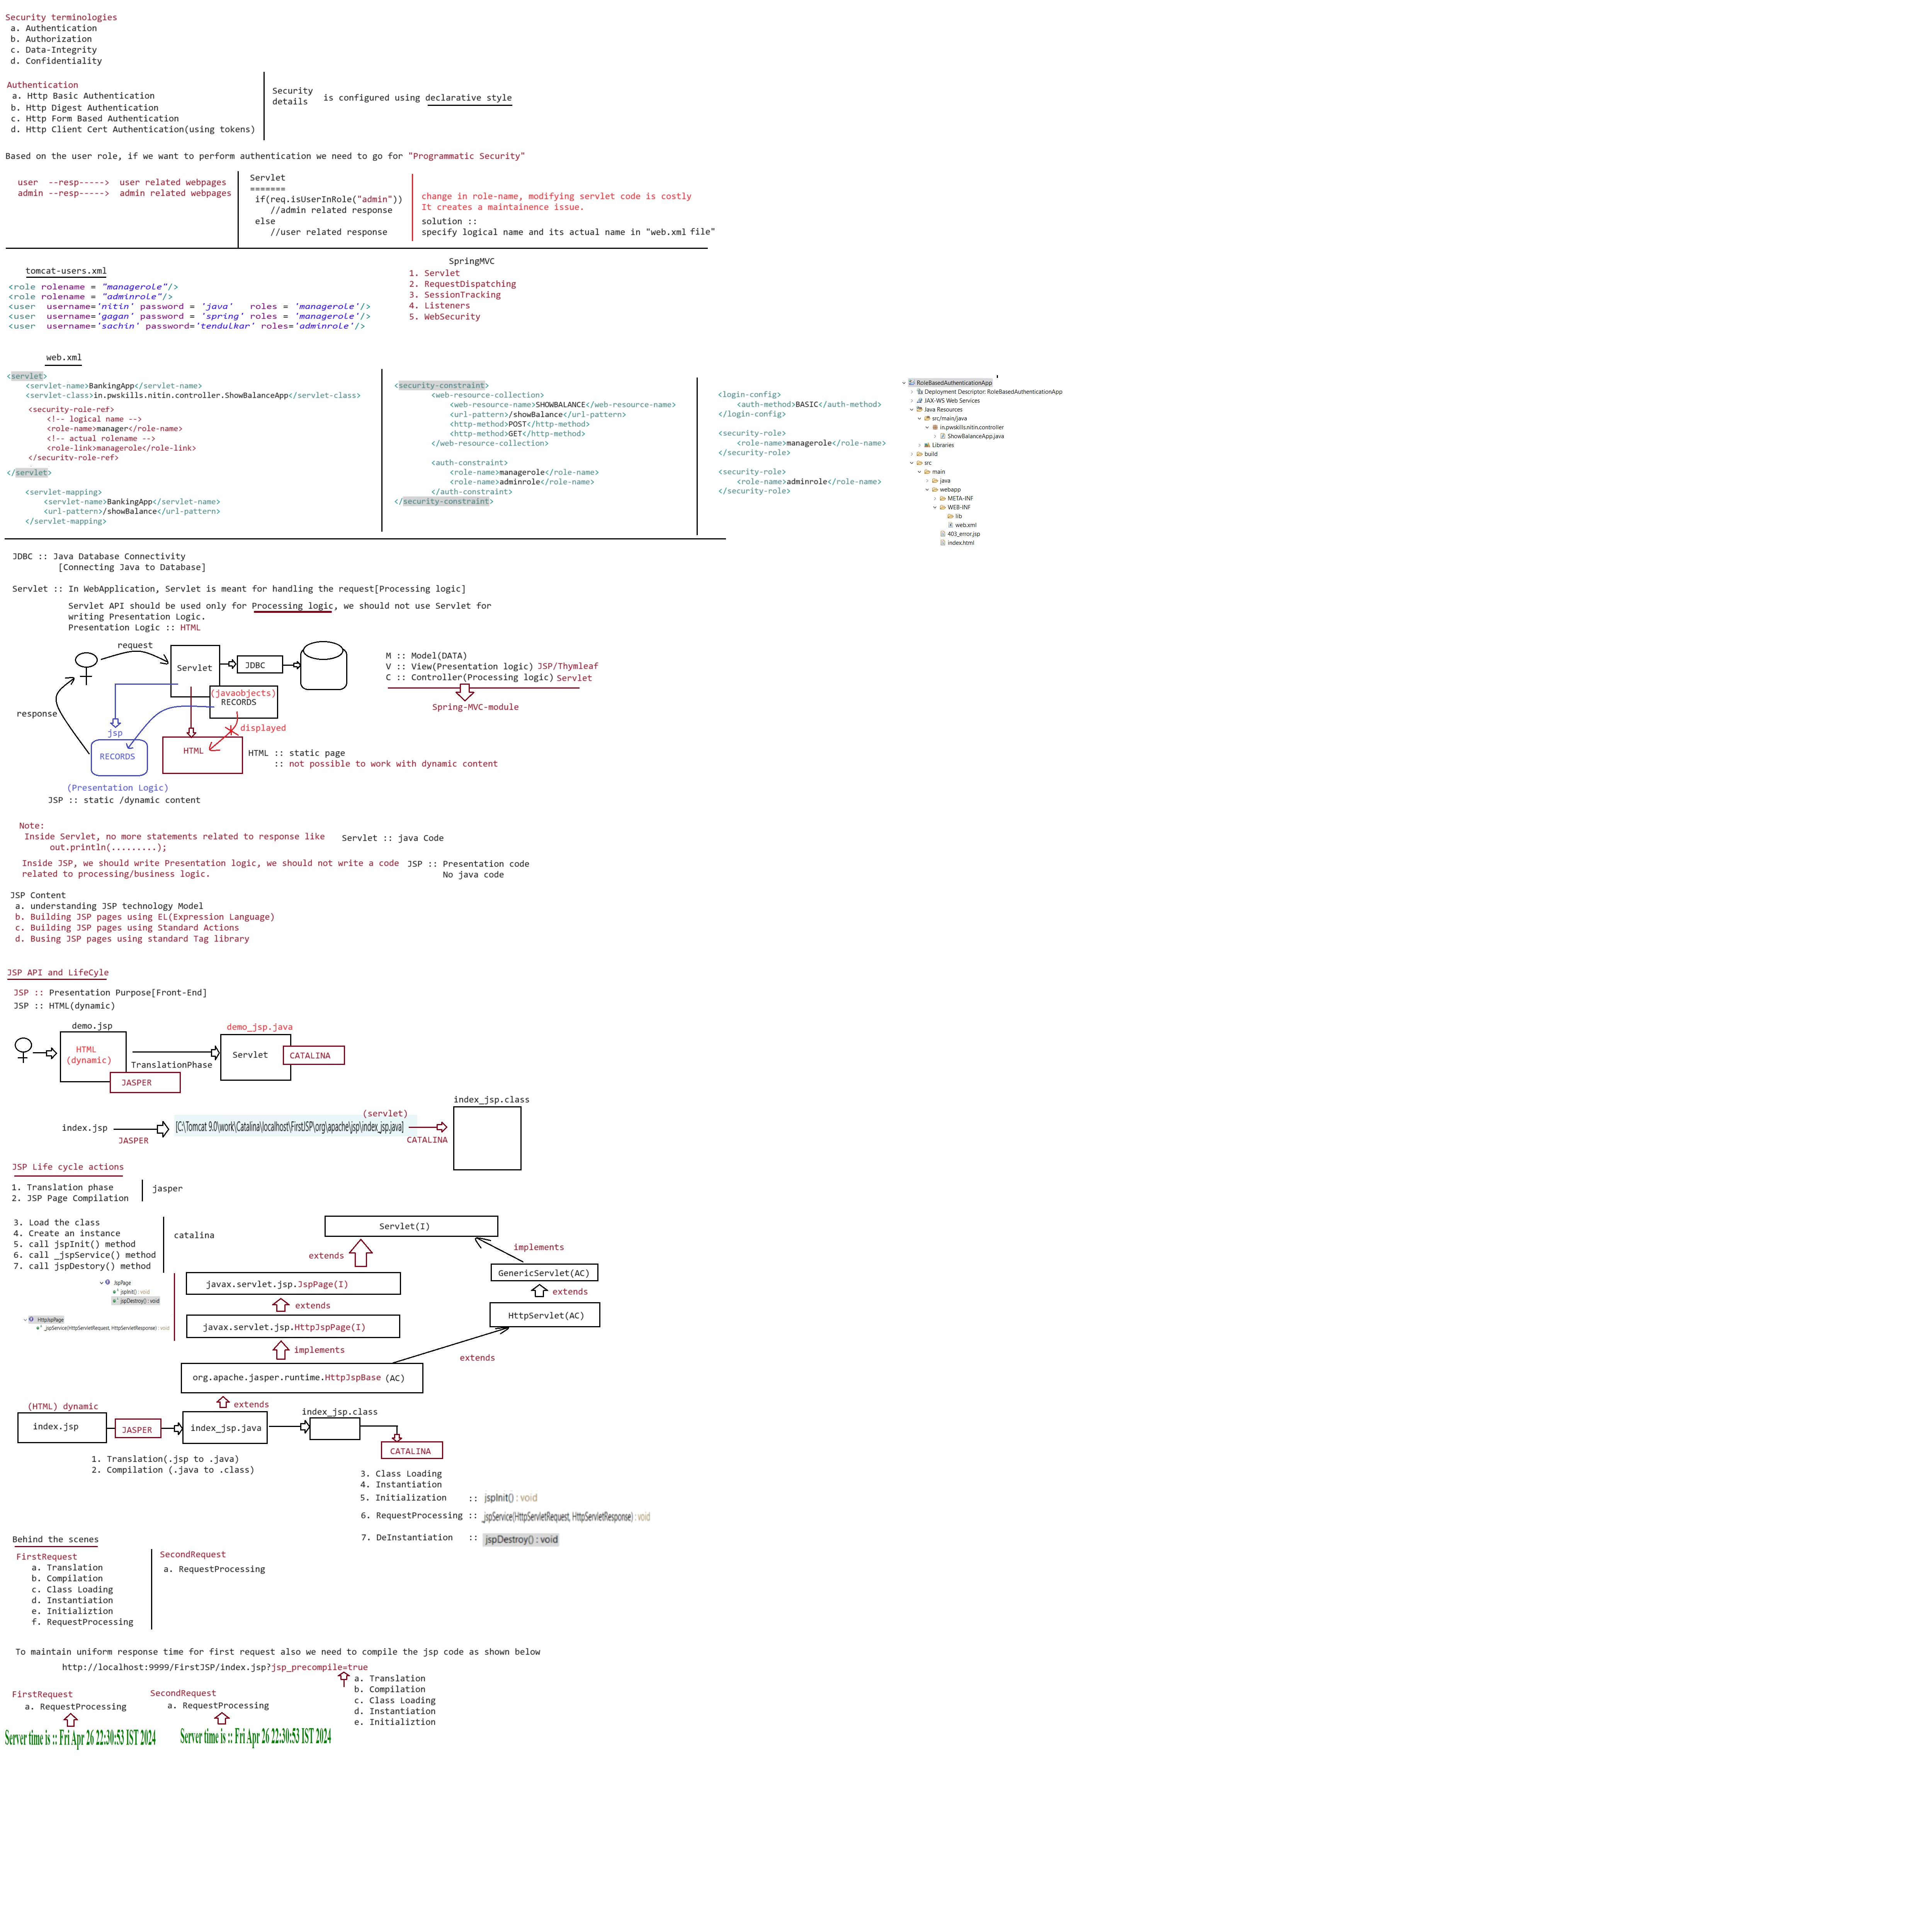 Security terminologies
a. Authentication
b. Authorization
c. Data-Integrity
d. Confidentiality
Authentication
a. Http Basic Authentication
b. Http Digest Authentication
c. Http Form Based Authentication
d. Http Client Cert Authentication(using tokens)
Security
details is configured using declarative style
Based on the user role, if we want to perform authentication we need to go for "Programmatic Security"
user --resp-----> user related webpages
admin --resp-----> admin related webpages
Servlet
=======
if(req.isUserInRole("admin"))
//admin related response
else
//user related response
change in role-name, modifying servlet code is costly
It creates a maintainence issue.
solution ::
specify logical name and its actual name in "web.xml file"
tomcat-users.xml
<role rolename = "managerole"/>
<role rolename = "adminrole"/>
<user username='nitin' password = 'java' roles = 'managerole'/>
<user username='gagan' password = 'spring' roles = 'managerole'/>
<user username='sachin' password='tendulkar' roles='adminrole'/>
SpringMVC
1. Servlet
2. RequestDispatching
3. SessionTracking
4. Listeners
5. WebSecurity
web.xml
<servlet>
<servlet-name>BankingApp</servlet-name>
<servlet-class>in.pwskills.nitin.controller.ShowBalanceApp</servlet-class>
<security-role-ref>
<!-- logical name -->
<role-name>manager</role-name>
<!-- actual rolename -->
<role-link>managerole</role-link>
</security-role-ref>
</servlet>
<servlet-mapping>
<servlet-name>BankingApp</servlet-name>
<url-pattern>/showBalance</url-pattern>
</servlet-mapping>
<security-constraint>
<web-resource-collection>
<web-resource-name>SHOWBALANCE</web-resource-name>
<url-pattern>/showBalance</url-pattern>
<http-method>POST</http-method>
<http-method>GET</http-method>
</web-resource-collection>
<auth-constraint>
<role-name>managerole</role-name>
<role-name>adminrole</role-name>
</auth-constraint>
</security-constraint>
<login-config>
<auth-method>BASIC</auth-method>
</login-config>
<security-role>
<role-name>managerole</role-name>
</security-role>
<security-role>
<role-name>adminrole</role-name>
</security-role>
RoleBasedAuthenticationApp
Deployment Descriptor: RoleBasedAuthenticationApp
JAX-WS Web Services
Java Resources
src/main/java
in.pwskills.nitin.controller
ShowBalanceApp.java
Libraries
build
src
main
java
webapp
META-INF
WEB-INF
lib
web.xml
403_error.jsp
index.html
JDBC :: Java Database Connectivity
[Connecting Java to Database]
Servlet :: In WebApplication, Servlet is meant for handling the request[Processing logic]
Servlet API should be used only for Processing logic, we should not use Servlet for
writing Presentation Logic.
Presentation Logic :: HTML
request
Servlet
JDBC
(javaobjects)
RECORDS
response
jsp
displayed
RECORDS
HTML
M :: Model(DATA)
V :: View(Presentation logic) JSP/Thymleaf
C :: Controller(Processing logic) Servlet
Spring-MVC-module
HTML :: static page
:: not possible to work with dynamic content
(Presentation Logic)
JSP :: static /dynamic content
Note:
Inside Servlet, no more statements related to response like
out.println(.........);
Servlet :: java Code
Inside JSP, we should write Presentation logic, we should not write a code
related to processing/business logic.
JSP :: Presentation code
No java code
JSP Content
a. understanding JSP technology Model
b. Building JSP pages using EL(Expression Language)
c. Building JSP pages using Standard Actions
d. Busing JSP pages using standard Tag library
JSP API and LifeCyle
JSP :: Presentation Purpose[Front-End]
JSP :: HTML(dynamic)
demo.jsp
HTML
(dynamic)
JASPER
TranslationPhase
demo_jsp.java
Servlet
CATALINA
index.jsp
JASPER
(servlet)
[C:\Tomcat 9.0\work\Catalina\localhost\FirstJSP\org\apache\jsp\index_jsp.java]
CATALINA
index_jsp.class
JSP Life cycle actions
1. Translation phase
2. JSP Page Compilation
jasper
3. Load the class
4. Create an instance
5. call jspInit() method
6. call _jspService() method
7. call jspDestory() method
catalina
JspPage
jspInit() : void
jspDestroy() : void
HttpJspPage
_jspService(HttpServletRequest, HttpServletResponse) : void
Servlet(I)
extends
implements
javax.servlet.jsp.JspPage(I)
GenericServlet(AC)
extends
extends
javax.servlet.jsp.HttpJspPage(I)
HttpServlet(AC)
implements
extends
org.apache.jasper.runtime.HttpJspBase (AC)
extends
(HTML) dynamic
index.jsp
JASPER
index_jsp.java
index_jsp.class
CATALINA
1. Translation(.jsp to .java)
2. Compilation (.java to .class)
3. Class Loading
4. Instantiation
5. Initialization :: jspInit() : void
6. RequestProcessing :: _jspService(HttpServletRequest, HttpServletResponse) : void
7. DeInstantiation :: jspDestroy() : void
Behind the scenes
FirstRequest
a. Translation
b. Compilation
c. Class Loading
d. Instantiation
e. Initializtion
f. RequestProcessing
SecondRequest
a. RequestProcessing
To maintain uniform response time for first request also we need to compile the jsp code as shown below
http://localhost:9999/FirstJSP/index.jsp?jsp_precompile=true
a. Translation
b. Compilation
c. Class Loading
d. Instantiation
e. Initializtion
FirstRequest
a. RequestProcessing
Server time is :: Fri Apr 26 22:30:53 IST 2024
SecondRequest
a. RequestProcessing
Server time is :: Fri Apr 26 22:30:53 IST 2024